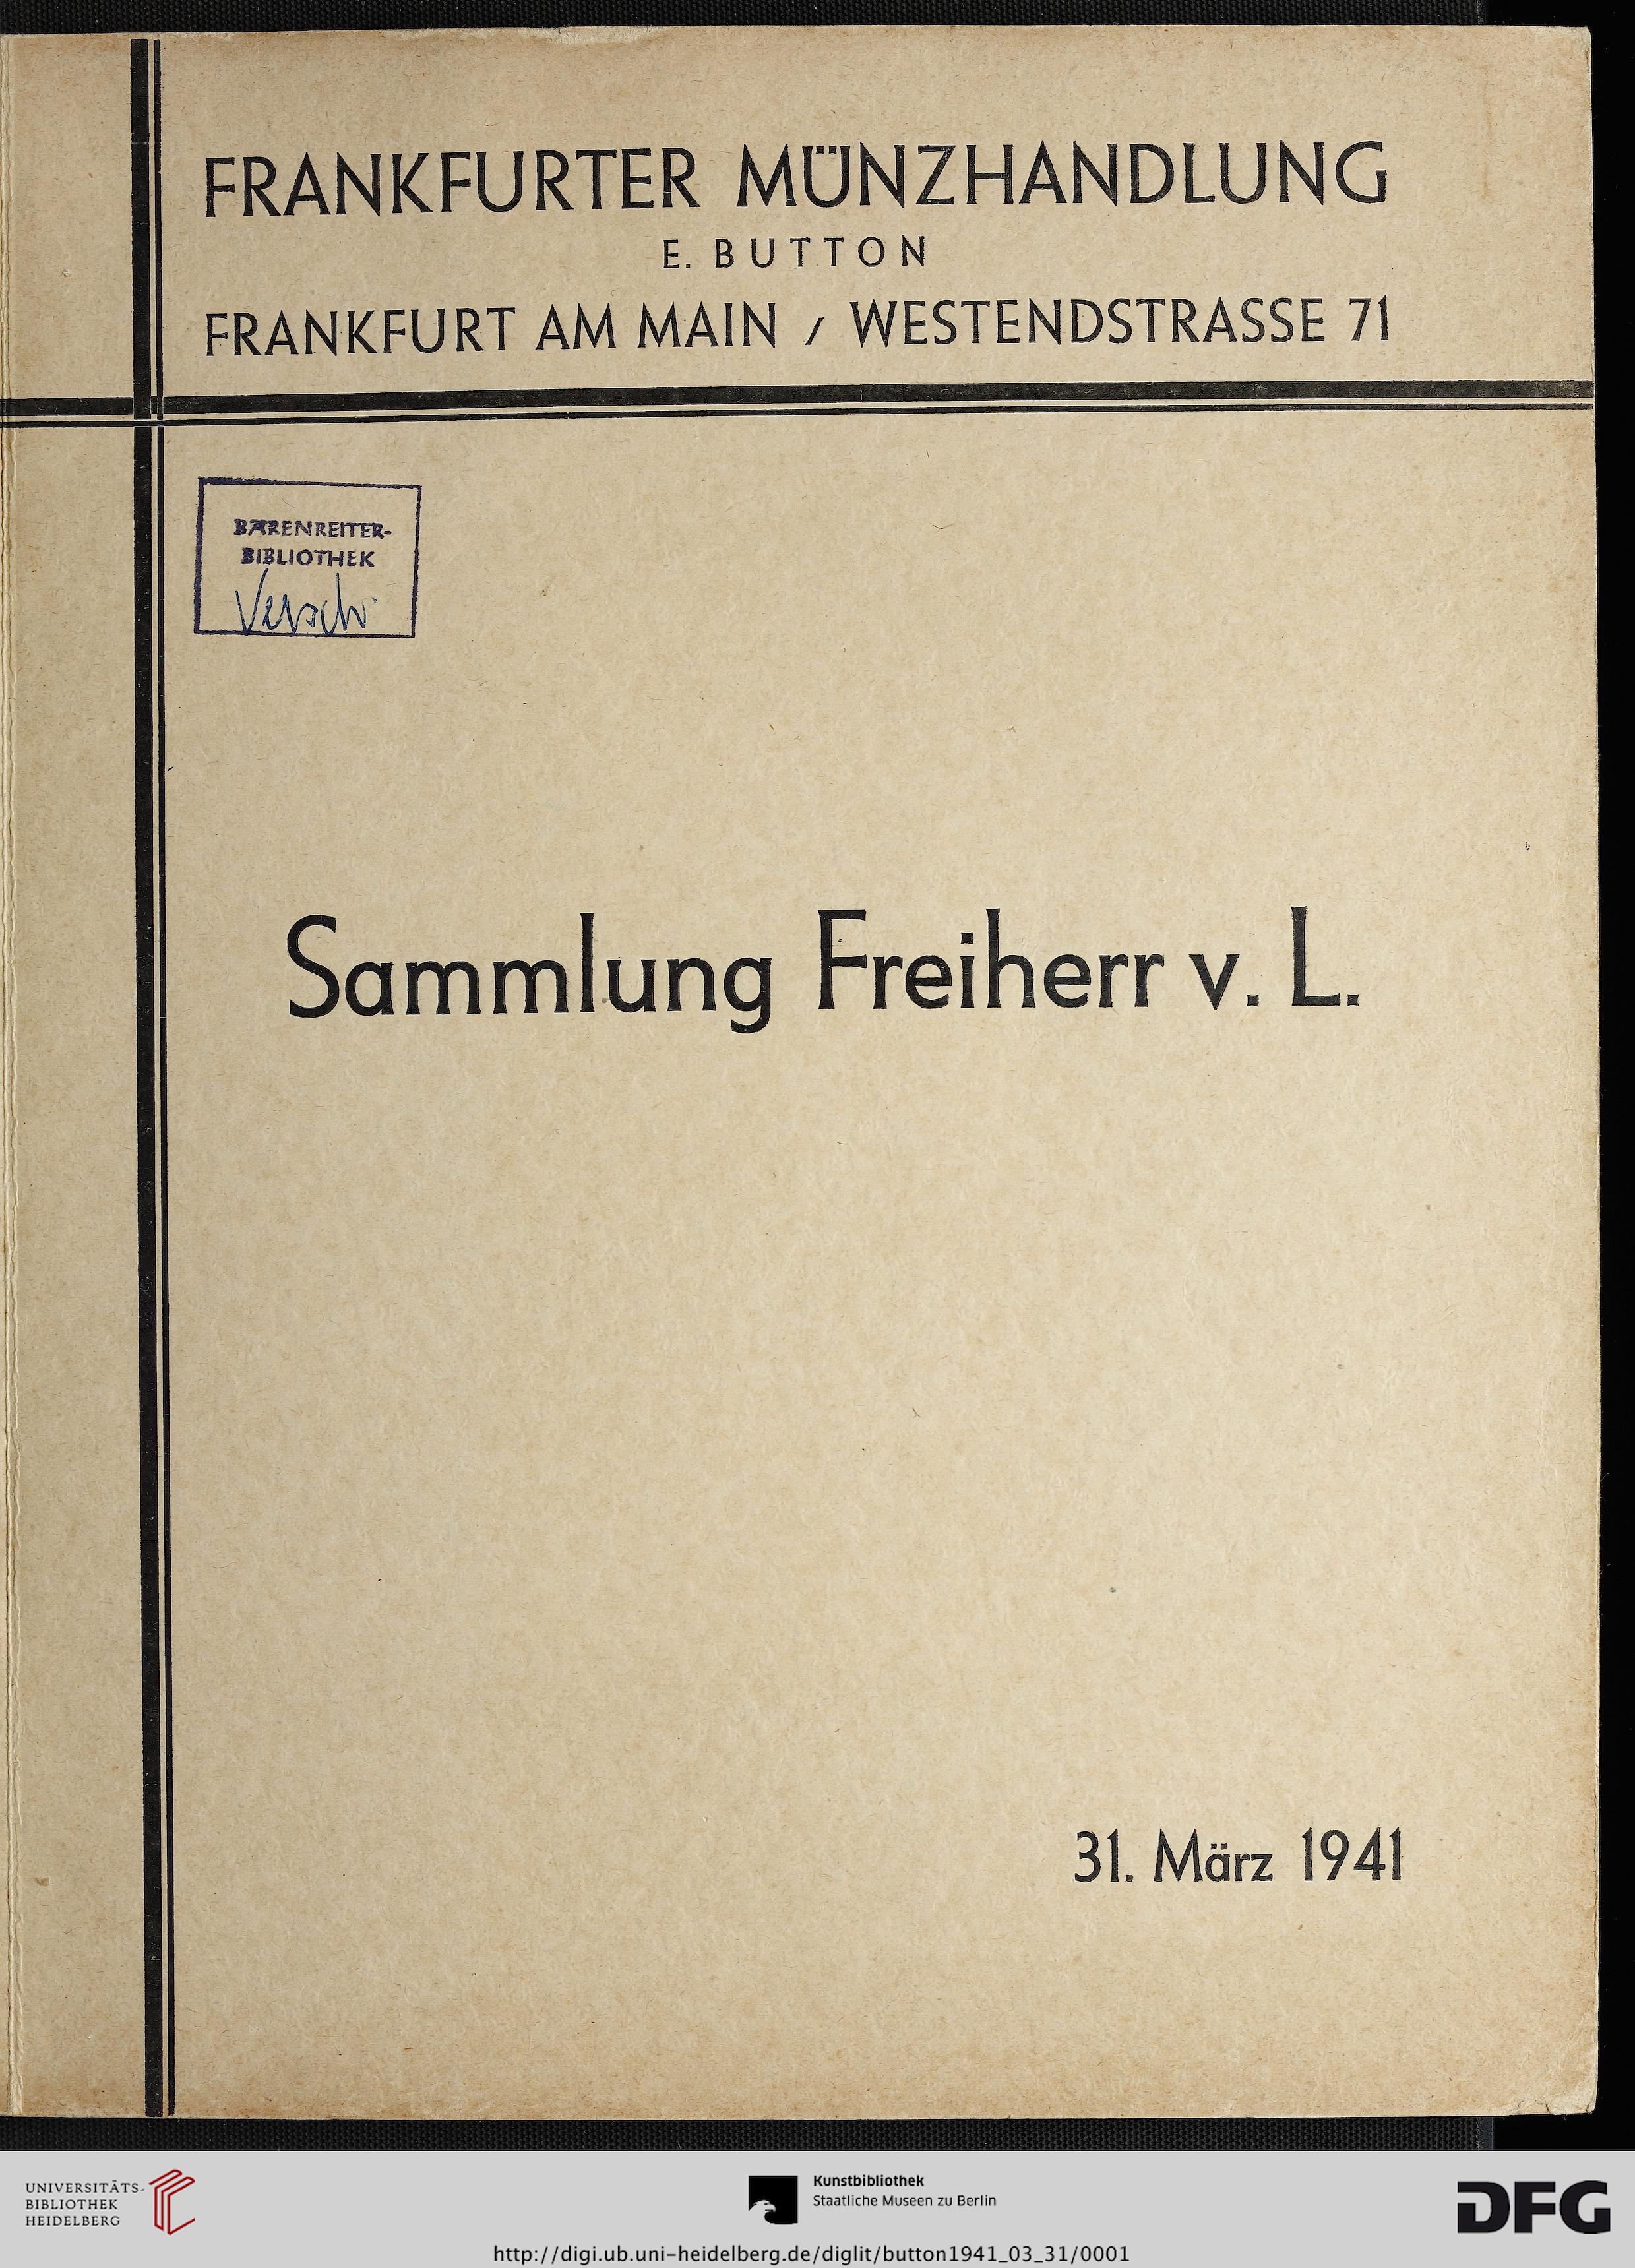 FRANKFURTER MÜNZHANDLUNG
E. BUTTON
FRANKFURT AM MAIN / WESTENDSTRASSE 71
BÄRENREITER-
BIBLIOTHEK
Sammlung Freiherr v. L.
31. März 1941
UNIVERSITÄTS-
BIBLIOTHEK
HEIDELBERG
Kunstbibliothek
Staatliche Museen zu Berlin
DFG
http://digi.ub.uni-heidelberg.de/diglit/button1941_03_31/0001